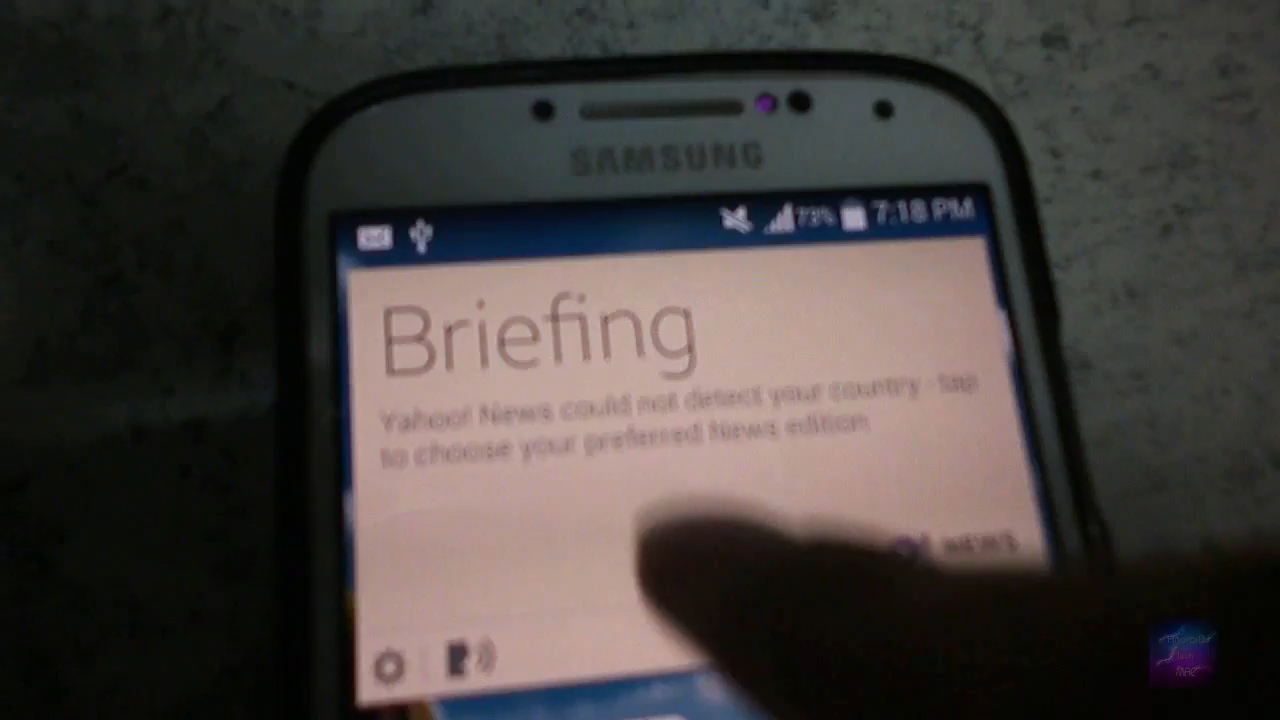 SAMSUNG
73% 7:18 PM
Briefing
Yahoo! News could not detect your country - tap
to choose your preferred News edition
NEWS